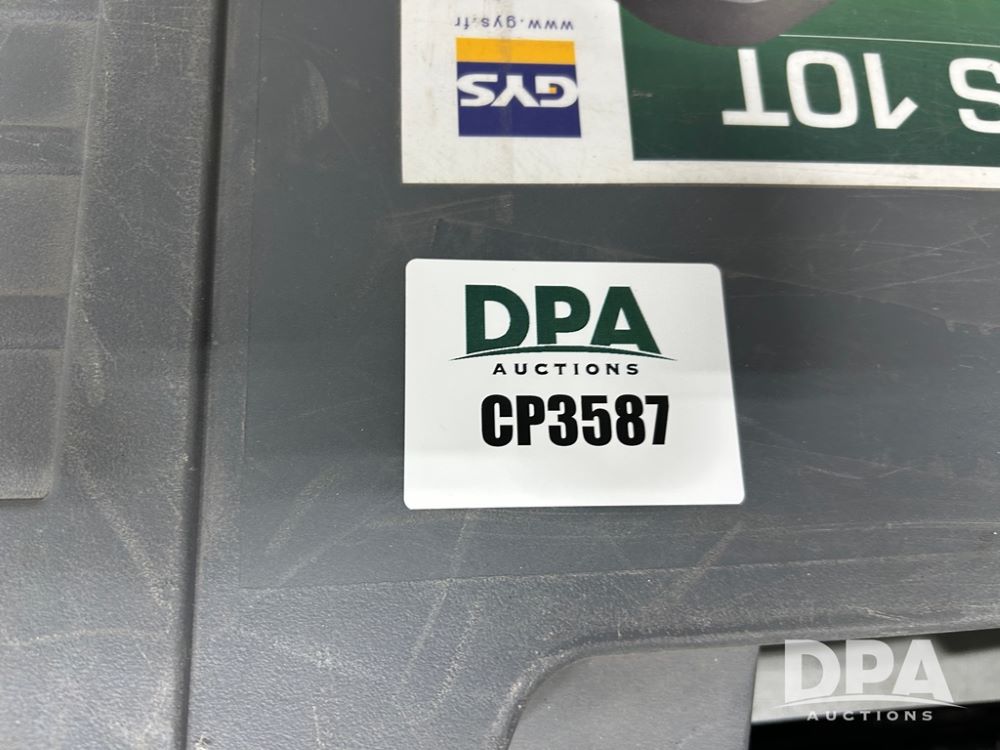 www.gys.fr
GYS
S 10T
DPA
AUCTIONS
CP3587
DPA
AUCTIONS